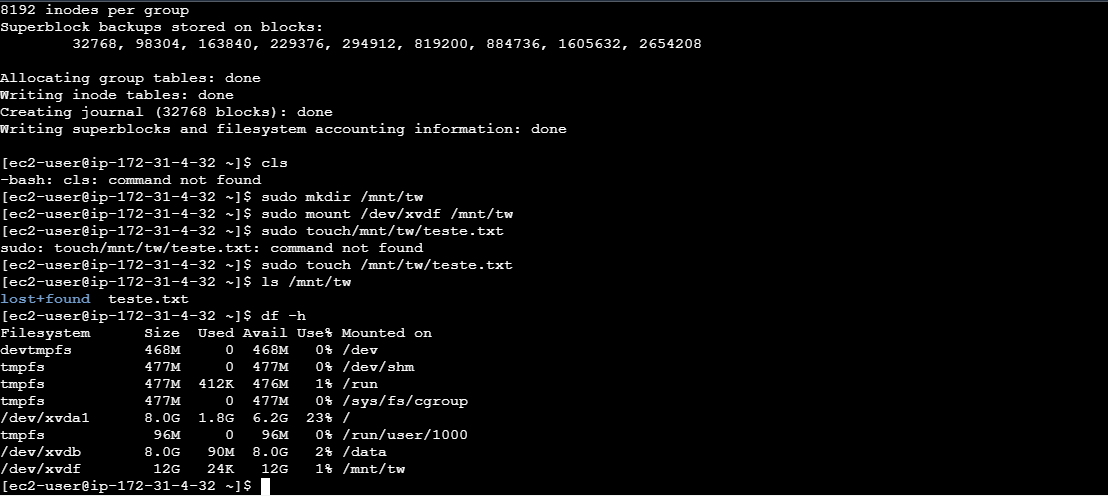 8192 inodes per group
Superblock backups stored on blocks:
        32768, 98304, 163840, 229376, 294912, 819200, 884736, 1605632, 2654208

Allocating group tables: done
Writing inode tables: done
Creating journal (32768 blocks): done
Writing superblocks and filesystem accounting information: done

[ec2-user@ip-172-31-4-32 ~]$ cls
-bash: cls: command not found
[ec2-user@ip-172-31-4-32 ~]$ sudo mkdir /mnt/tw
[ec2-user@ip-172-31-4-32 ~]$ sudo mount /dev/xvdf /mnt/tw
[ec2-user@ip-172-31-4-32 ~]$ sudo touch/mnt/tw/teste.txt
sudo: touch/mnt/tw/teste.txt: command not found
[ec2-user@ip-172-31-4-32 ~]$ sudo touch /mnt/tw/teste.txt
[ec2-user@ip-172-31-4-32 ~]$ ls /mnt/tw
lost+found  teste.txt
[ec2-user@ip-172-31-4-32 ~]$ df -h
Filesystem      Size  Used Avail Use% Mounted on
devtmpfs        468M     0  468M   0% /dev
tmpfs           477M     0  477M   0% /dev/shm
tmpfs           477M  412K  476M   1% /run
tmpfs           477M     0  477M   0% /sys/fs/cgroup
/dev/xvda1      8.0G  1.8G  6.2G  23% /
tmpfs            96M     0   96M   0% /run/user/1000
/dev/xvdb       8.0G   90M  8.0G   2% /data
/dev/xvdf        12G   24K   12G   1% /mnt/tw
[ec2-user@ip-172-31-4-32 ~]$